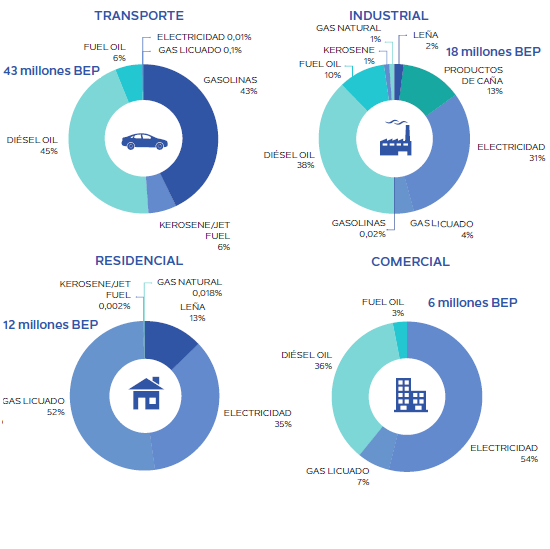 TRANSPORTE
ELECTRICIDAD 0,01%
FUEL OIL
6%
GAS LICUADO 0,1%
43 millones BEP
GASOLINAS
43%
DIÉSEL OIL
45%
KEROSENE/JET
FUEL
6%
INDUSTRIAL
GAS NATURAL
1%
LEÑA
2%
KEROSENE
1%
18 millones BEP
FUEL OIL
10%
PRODUCTOS
DE CAÑA
13%
ELECTRICIDAD
31%
DIÉSEL OIL
38%
GASOLINAS
0,02%
GAS LICUADO
4%
RESIDENCIAL
KEROSENE/JET
FUEL
0,002%
GAS NATURAL
0,018%
LEÑA
13%
12 millones BEP
GAS LICUADO
52%
ELECTRICIDAD
35%
COMERCIAL
FUEL OIL
3%
6 millones BEP
DIÉSEL OIL
36%
ELECTRICIDAD
54%
GAS LICUADO
7%